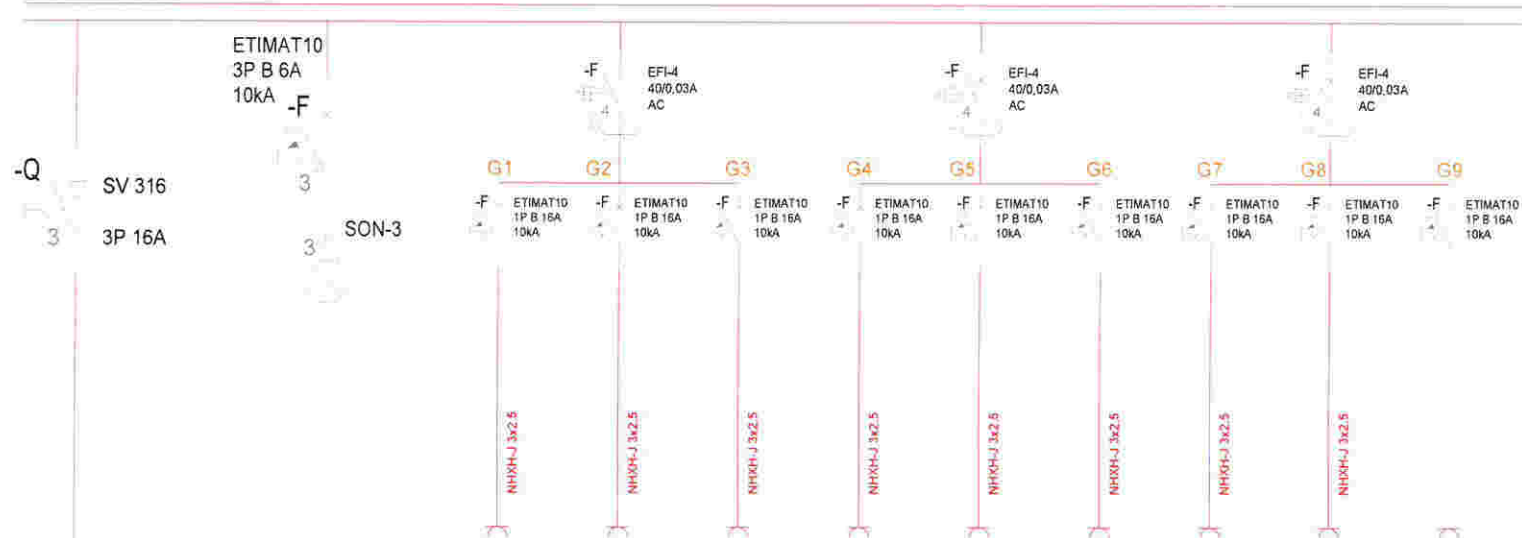 ETIMAT10
3P B 6A
10kA
-F
3
SON-3
3
-Q
SV 316
3P 16A
3
-F
EFI-4
40/0,03A
AC
4
-F
EFI-4
40/0,03A
AC
4
-F
EFI-4
40/0,03A
AC
4
G1
G2
G3
G4
G5
G6
G7
G8
G9
-F
ETIMAT10
1P B 16A
10kA
-F
ETIMAT10
1P B 16A
10kA
-F
ETIMAT10
1P B 16A
10kA
-F
ETIMAT10
1P B 16A
10kA
-F
ETIMAT10
1P B 16A
10kA
-F
ETIMAT10
1P B 16A
10kA
-F
ETIMAT10
1P B 16A
10kA
-F
ETIMAT10
1P B 16A
10kA
-F
ETIMAT10
1P B 16A
10kA
NHXH-J 3x2,5
NHXH-J 3x2,5
NHXH-J 3x2,5
NHXH-J 3x2,5
NHXH-J 3x2,5
NHXH-J 3x2,5
NHXH-J 3x2,5
NHXH-J 3x2,5